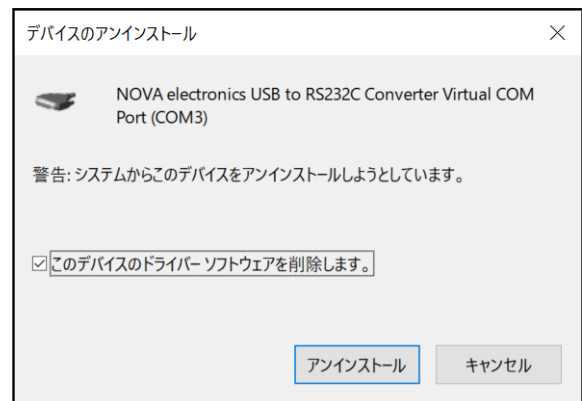 デバイスのアンインストール
NOVA electronics USB to RS232C Converter Virtual COM
Port (COM3)
警告: システムからこのデバイスをアンインストールしようとしています。
このデバイスのドライバー ソフトウェアを削除します。
アンインストール
キャンセル